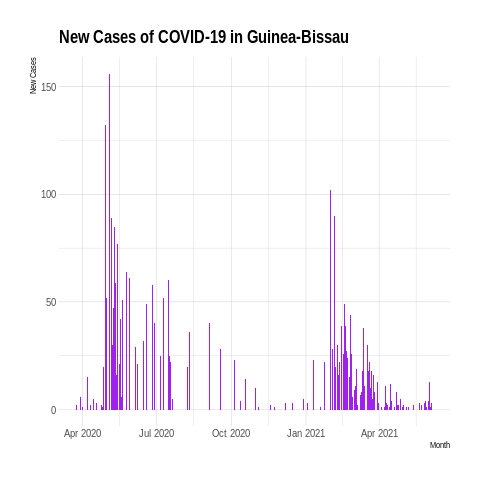 New Cases of COVID-19 in Guinea-Bissau
New Cases
150
100
50
0
Apr 2020 Jul 2020 Oct 2020 Jan 2021 Apr 2021
Month